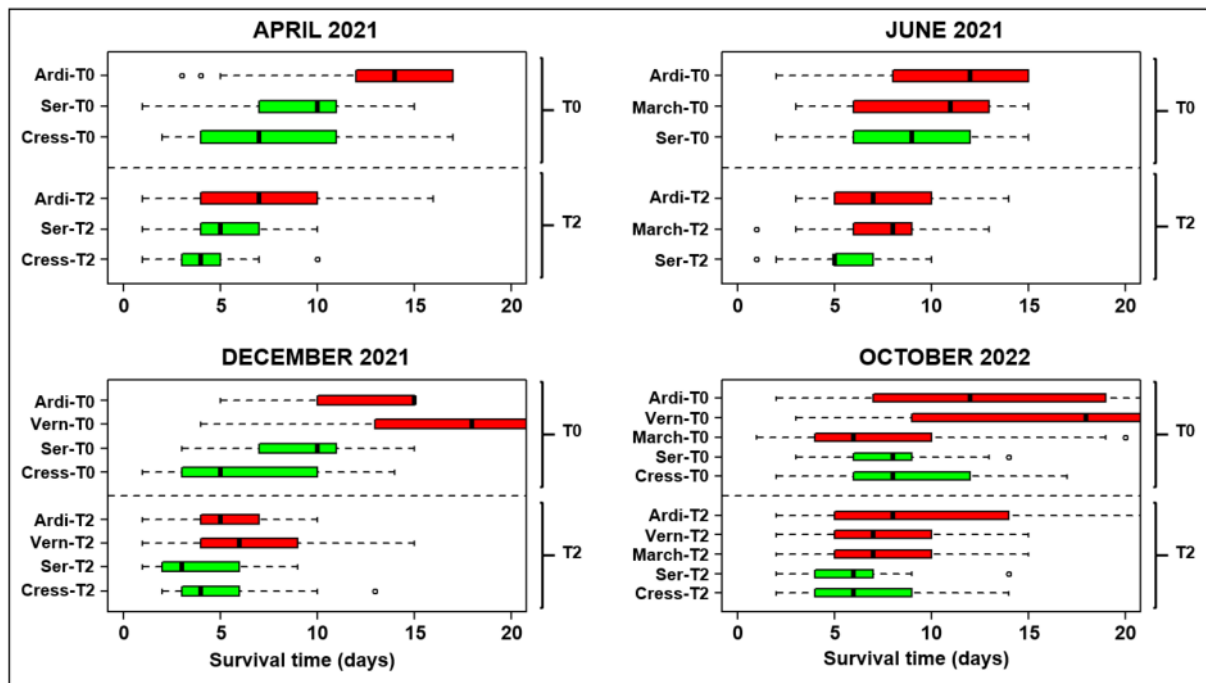 APRIL 2021
Ardi-T0
Ser-T0
Cress-T0
T0
Ardi-T2
Ser-T2
Cress-T2
T2
0 5 10 15 20
JUNE 2021
Ardi-T0
March-T0
Ser-T0
T0
Ardi-T2
March-T2
Ser-T2
T2
0 5 10 15 20
DECEMBER 2021
Ardi-T0
Vern-T0
Ser-T0
Cress-T0
T0
Ardi-T2
Vern-T2
Ser-T2
Cress-T2
T2
0 5 10 15 20
Survival time (days)
OCTOBER 2022
Ardi-T0
Vern-T0
March-T0
Ser-T0
Cress-T0
T0
Ardi-T2
Vern-T2
March-T2
Ser-T2
Cress-T2
T2
0 5 10 15 20
Survival time (days)